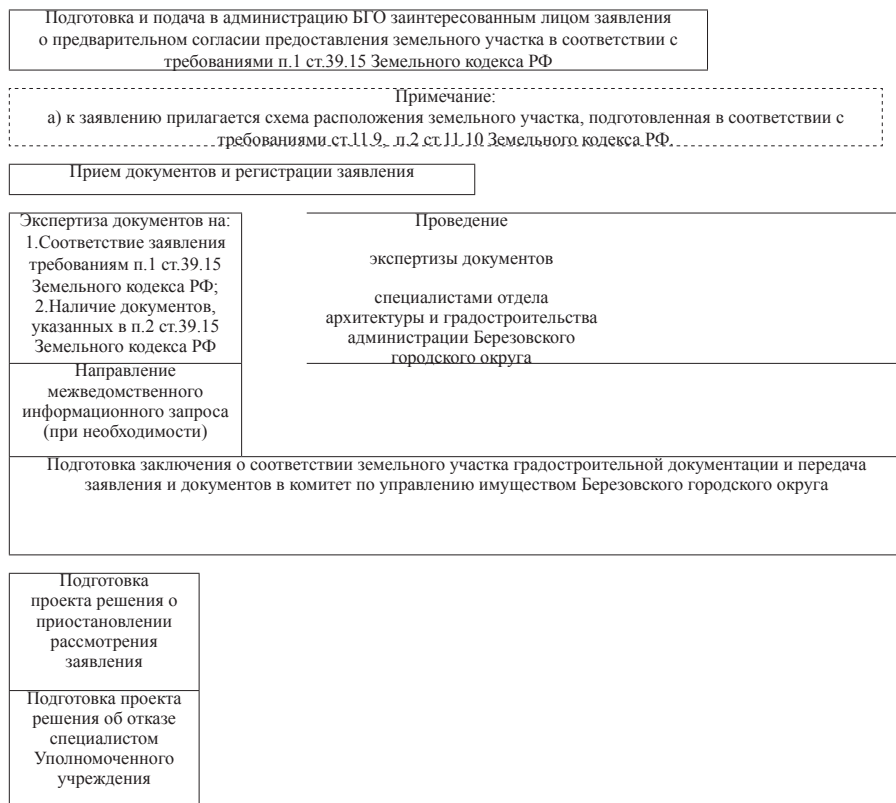 Подготовка и подача в администрацию БГО заинтересованным лицом заявления
о предварительном согласии предоставления земельного участка в соответствии с
требованиями п.1 ст.39.15 Земельного кодекса РФ
Примечание:
а) к заявлению прилагается схема расположения земельного участка, подготовленная в соответствии с
требованиями ст.11.9, п.2 ст.11.10 Земельного кодекса РФ.
Прием документов и регистрации заявления
Экспертиза документов на:
1.Соответствие заявления
требованиям п.1 ст.39.15
Земельного кодекса РФ;
2.Наличие документов,
указанных в п.2 ст.39.15
Земельного кодекса РФ
Проведение
экспертизы документов
специалистами отдела
архитектуры и градостроительства
администрации Березовского
городского округа
Направление
межведомственного
информационного запроса
(при необходимости)
Подготовка заключения о соответствии земельного участка градостроительной документации и передача
заявления и документов в комитет по управлению имуществом Березовского городского округа
Подготовка
проекта решения о
приостановлении
рассмотрения
заявления
Подготовка проекта
решения об отказе
специалистом
Уполномоченного
учреждения